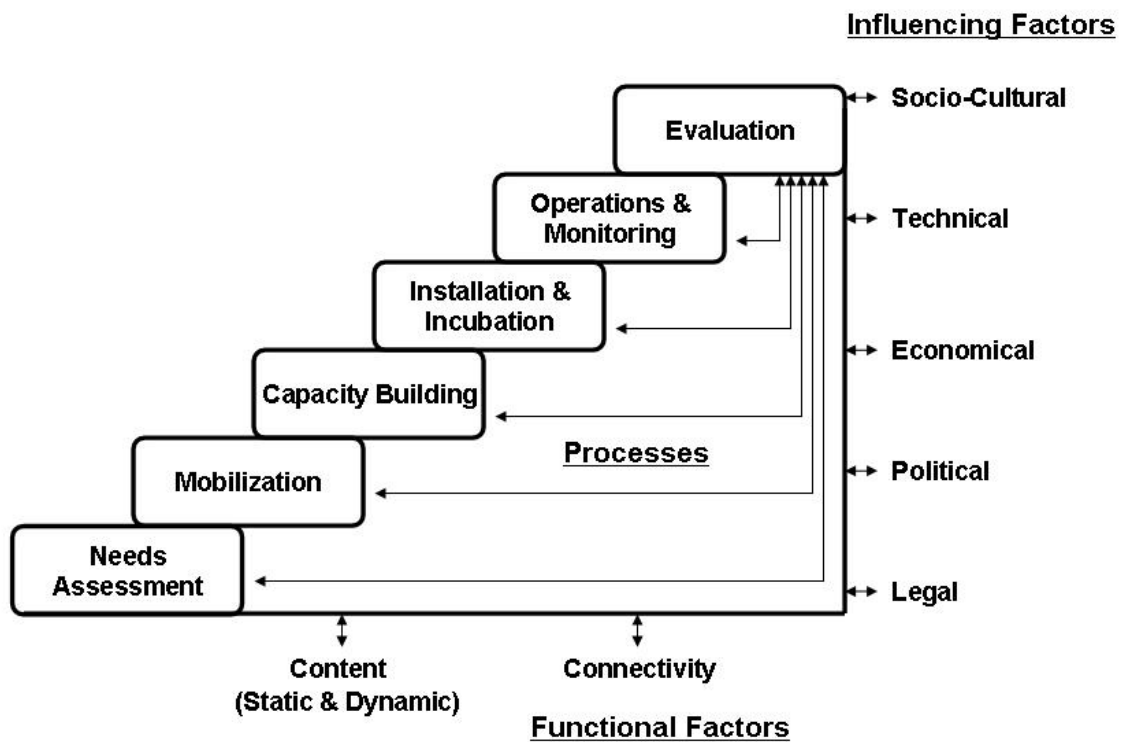 Influencing Factors
Socio-Cultural
Evaluation
Operations &
Monitoring
Technical
Installation &
Incubation
Economical
Capacity Building
Processes
Political
Mobilization
Needs
Assessment
Legal
Content
(Static & Dynamic)
Connectivity
Functional Factors